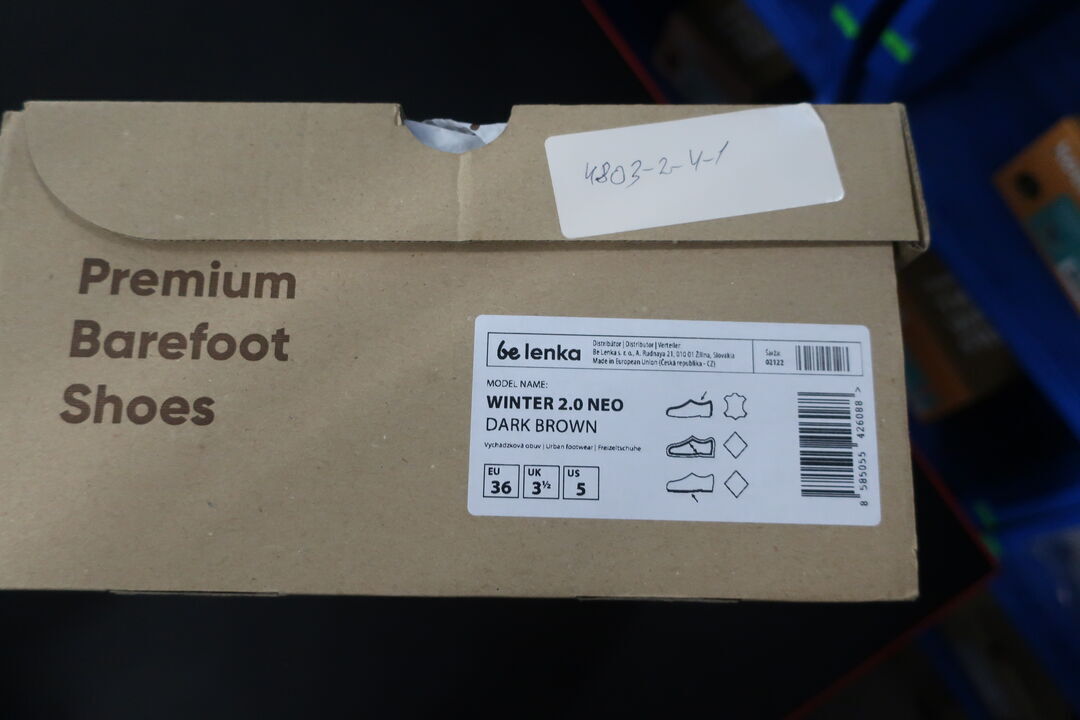 4803-2-4-1
Premium
Barefoot
Shoes
be lenka
Distribútor | Distributor | Verteiler:
Be Lenka s. r. o., A. Rudnaya 21, 010 01 Žilina, Slovakia
Made in European Union (Česká republika - CZ)
Šarža:
02122
MODEL NAME:
WINTER 2.0 NEO
DARK BROWN
Vychádzková obuv | Urban footwear | Freizeitschuhe
EU
36
UK
3½
US
5
8 585055 426088 >